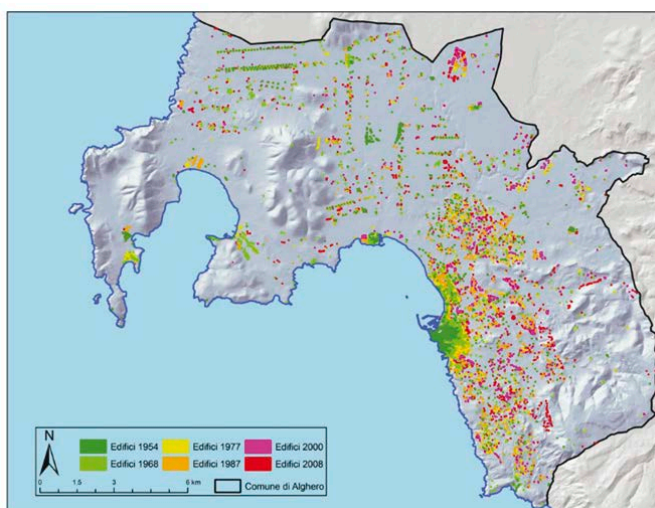 N
Edifici 1954 Edifici 1977 Edifici 2000
Edifici 1968 Edifici 1987 Edifici 2008
0 1.5 3 6 km Comune di Alghero